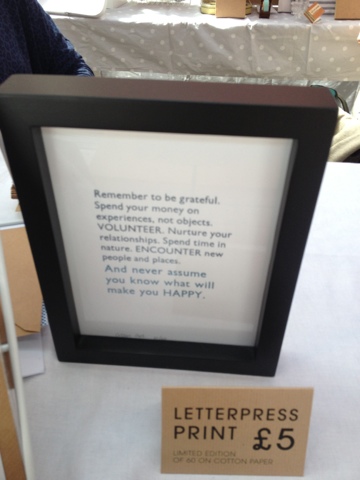 Remember to be grateful.
Spend your money on
experiences, not objects.
VOLUNTEER. Nurture your
relationships. Spend time in
nature. ENCOUNTER new
people and places.
And never assume
you know what will
make you HAPPY.
LETTERPRESS
PRINT £5
LIMITED EDITION
OF 60 ON COTTON PAPER